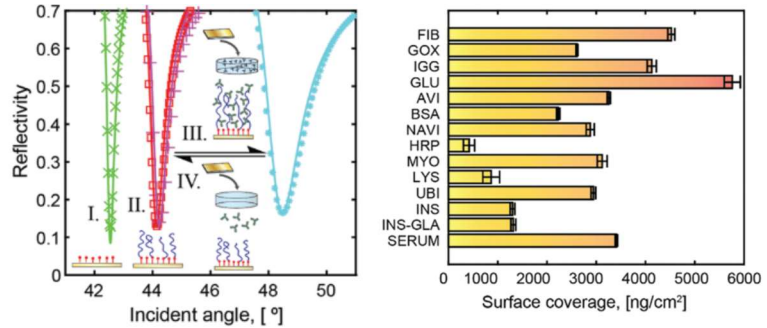 Reflectivity
0.7
0.6
0.5
0.4
0.3
0.2
0.1
0
I.
II.
III.
IV.
42 44 46 48 50
Incident angle, [ º]
FIB
GOX
IGG
GLU
AVI
BSA
NAVI
HRP
MYO
LYS
UBI
INS
INS-GLA
SERUM
0 1000 2000 3000 4000 5000 6000
Surface coverage, [ng/cm²]